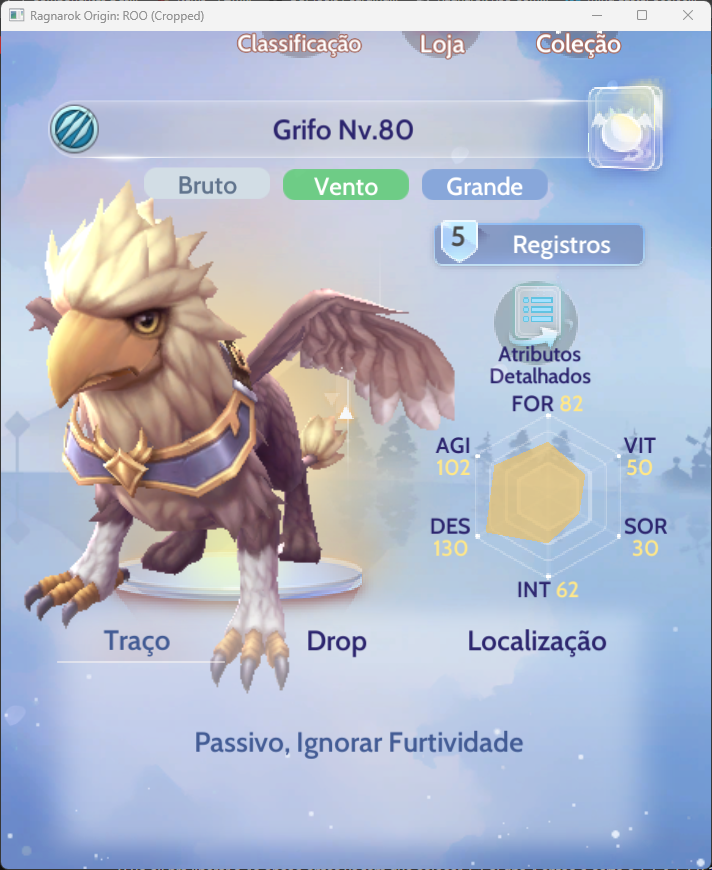 Ragnarok Origin: ROO (Cropped)
Classificação Loja Coleção
Grifo Nv.80
Bruto Vento Grande
5 Registros
Atributos
Detalhados
FOR 82
AGI VIT
102 50
DES SOR
130 30
INT 62
Traço Drop Localização
Passivo, Ignorar Furtividade